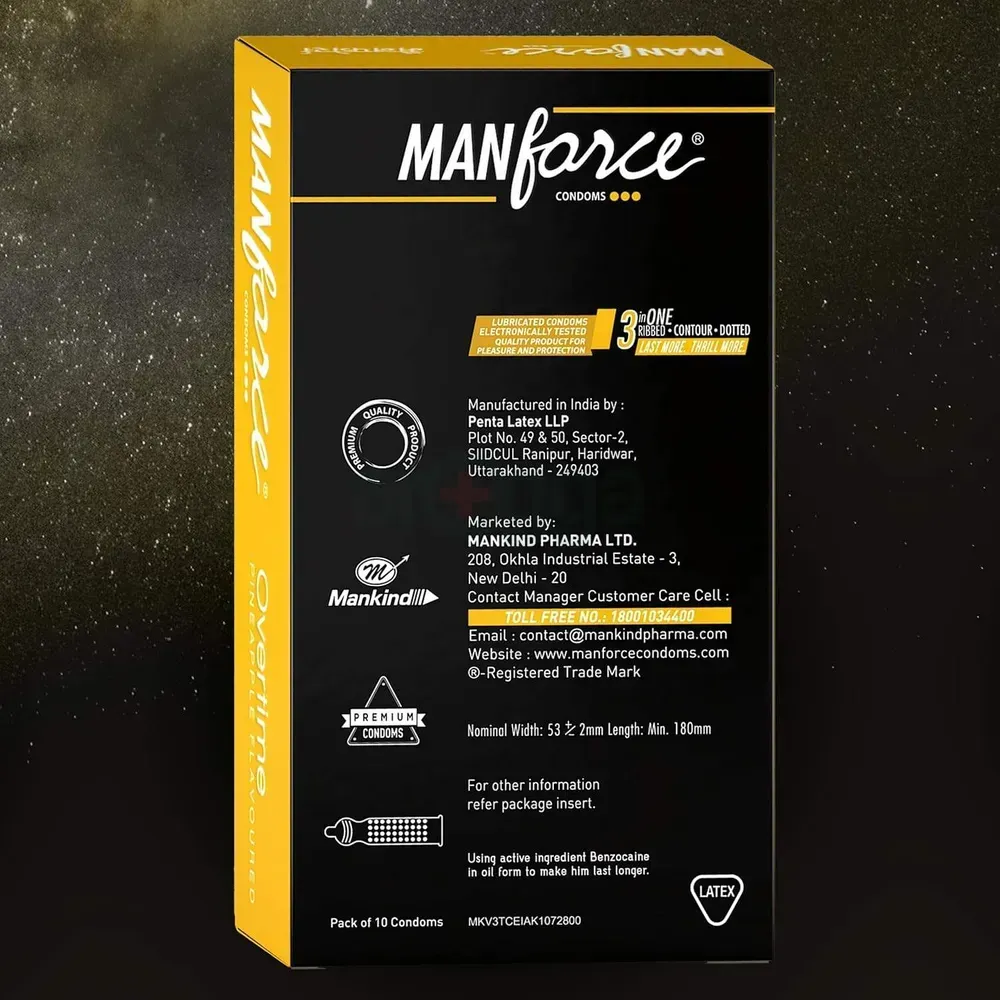 MANforce
मैनफोर्स
MANforce®
CONDOMS
Overtime
PINEAPPLE FLAVOURED
MANforce®
CONDOMS
LUBRICATED CONDOMS
ELECTRONICALLY TESTED
QUALITY PRODUCT FOR
PLEASURE AND PROTECTION
3 in ONE
RIBBED • CONTOUR • DOTTED
LAST MORE, THRILL MORE
PREMIUM QUALITY PRODUCT
Manufactured in India by :
Penta Latex LLP
Plot No. 49 & 50, Sector-2,
SIIDCUL Ranipur, Haridwar,
Uttarakhand - 249403
Marketed by:
MANKIND PHARMA LTD.
208, Okhla Industrial Estate - 3,
New Delhi - 20
Contact Manager Customer Care Cell :
TOLL FREE NO.: 18001034400
Email : contact@mankindpharma.com
Website : www.manforcecondoms.com
®-Registered Trade Mark
m
Mankind
PREMIUM
CONDOMS
Nominal Width: 53 ± 2mm Length: Min. 180mm
For other information
refer package insert.
Using active ingredient Benzocaine
in oil form to make him last longer.
LATEX
Pack of 10 Condoms
MKV3TCEIAK1072800